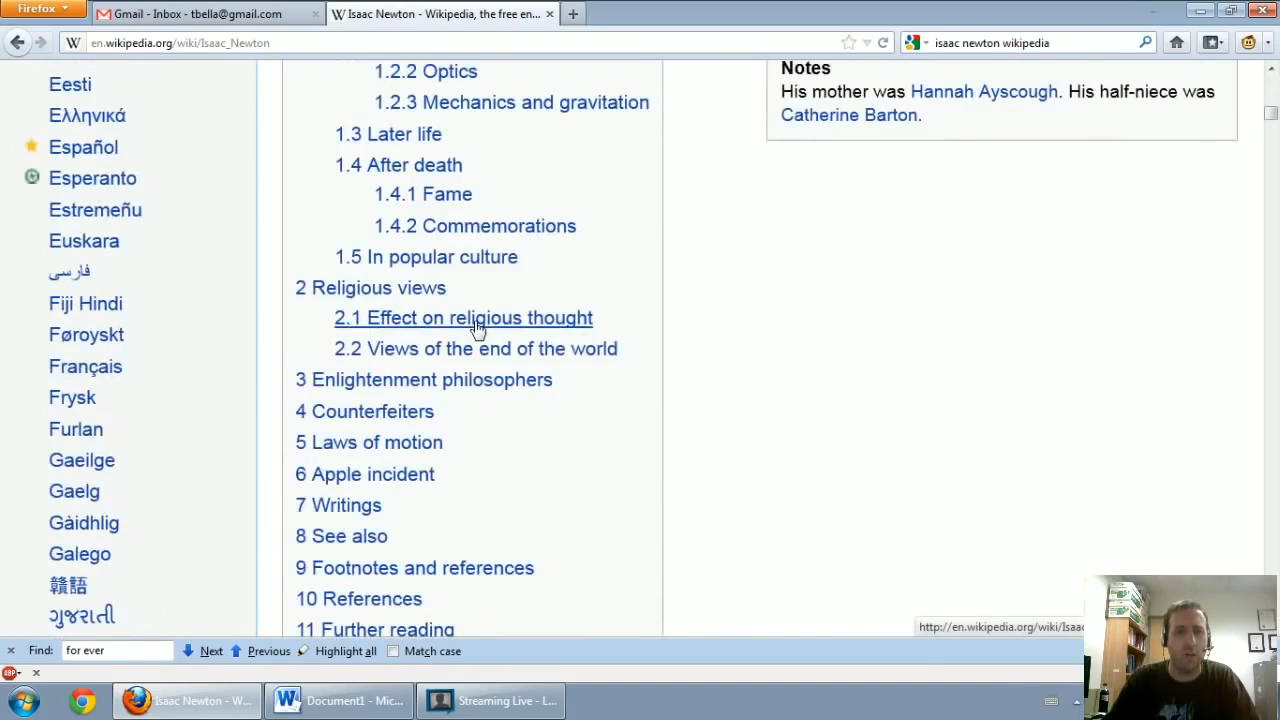 Firefox
Gmail - Inbox - tbella@gmail.com
Isaac Newton - Wikipedia, the free en...
en.wikipedia.org/wiki/Isaac_Newton
isaac newton wikipedia
Eesti
Ελληνικά
Español
Esperanto
Estremeñu
Euskara
فارسی
Fiji Hindi
Føroyskt
Français
Frysk
Furlan
Gaeilge
Gaelg
Gàidhlig
Galego
贛語
ગુજરાતી
1.2.2 Optics
1.2.3 Mechanics and gravitation
1.3 Later life
1.4 After death
1.4.1 Fame
1.4.2 Commemorations
1.5 In popular culture
2 Religious views
2.1 Effect on religious thought
2.2 Views of the end of the world
3 Enlightenment philosophers
4 Counterfeiters
5 Laws of motion
6 Apple incident
7 Writings
8 See also
9 Footnotes and references
10 References
11 Further reading
Notes
His mother was Hannah Ayscough. His half-niece was
Catherine Barton.
http://en.wikipedia.org/wiki/Isaac
Find: for ever Next Previous Highlight all Match case
ABP
Isaac Newton - W...
Document1 - Mic...
Streaming Live - L...